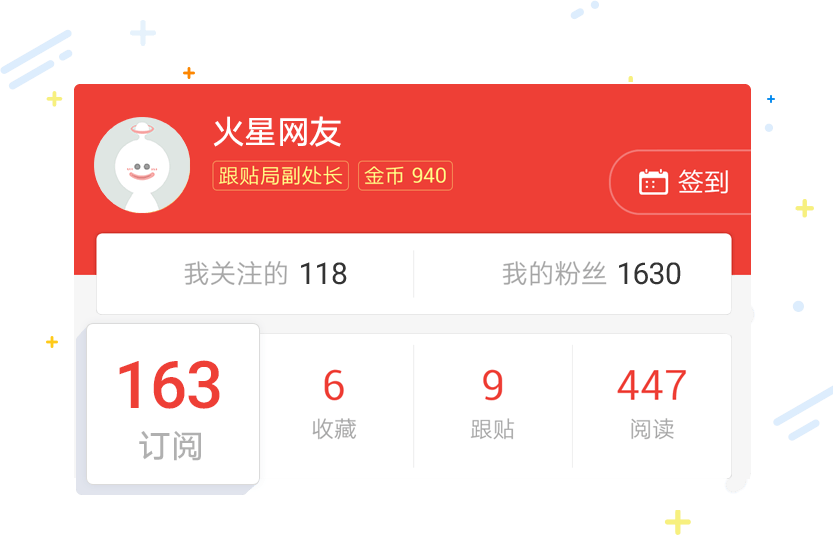 火星网友
跟贴局副处长 金币 940
签到
我关注的 118 我的粉丝 1630
163 6 9 447
订阅 收藏 跟贴 阅读